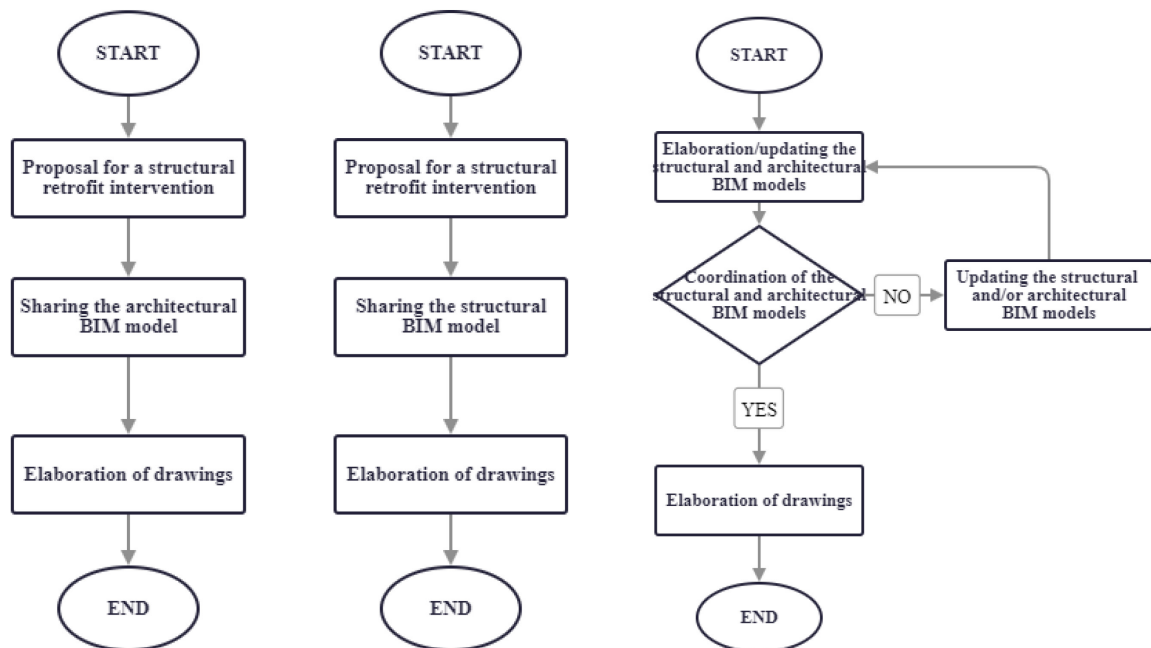 START
Proposal for a structural
retrofit intervention
Sharing the architectural
BIM model
Elaboration of drawings
END
START
Proposal for a structural
retrofit intervention
Sharing the structural
BIM model
Elaboration of drawings
END
START
Elaboration/updating the
structural and architectural
BIM models
Coordination of the
structural and architectural
BIM models
NO
Updating the structural
and/or architectural
BIM models
YES
Elaboration of drawings
END